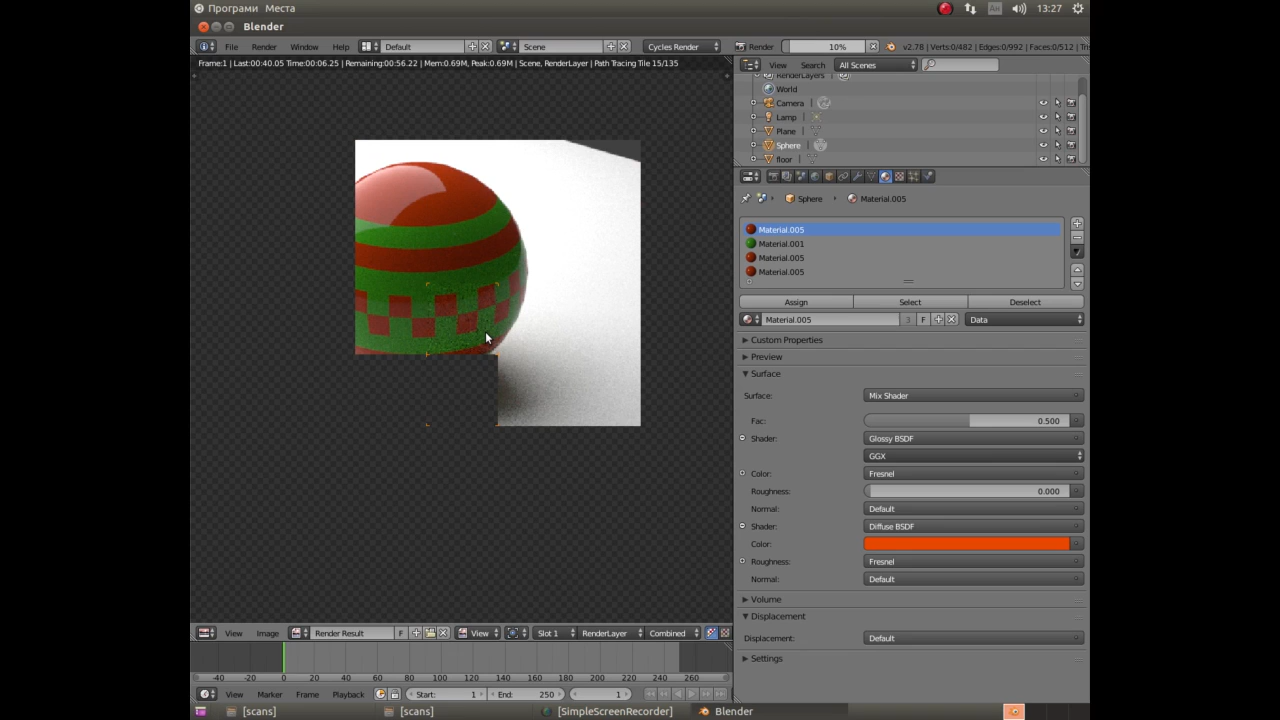 Програми Места 13:27
Blender
File Render Window Help Default Scene Cycles Render Render 10% v2.78 | Verts:0/482 | Edges:0/992 | Faces:0/512 |
Frame:1 | Last:00:40.05 Time:00:06.25 | Remaining:00:56.22 | Mem:0.69M, Peak:0.69M | Scene, RenderLayer | Path Tracing Tile 15/135
View Search All Scenes
RenderLayers
World
Camera
Lamp
Plane
Sphere
floor
Sphere Material.005
Material.005
Material.001
Material.005
Material.005
Assign Select Deselect
Material.005 3 F Data
Custom Properties
Preview
Surface
Surface: Mix Shader
Fac: 0.500
Shader: Glossy BSDF
GGX
Color: Fresnel
Roughness: 0.000
Normal: Default
Shader: Diffuse BSDF
Color:
Roughness: Fresnel
Normal: Default
Volume
Displacement
Displacement: Default
Settings
View Image Render Result F View Slot 1 RenderLayer Combined
-40 -20 0 20 40 60 80 100 120 140 160 180 200 220 240 260
View Marker Frame Playback Start: 1 End: 250 1
[scans] [scans] [SimpleScreenRecorder] Blender